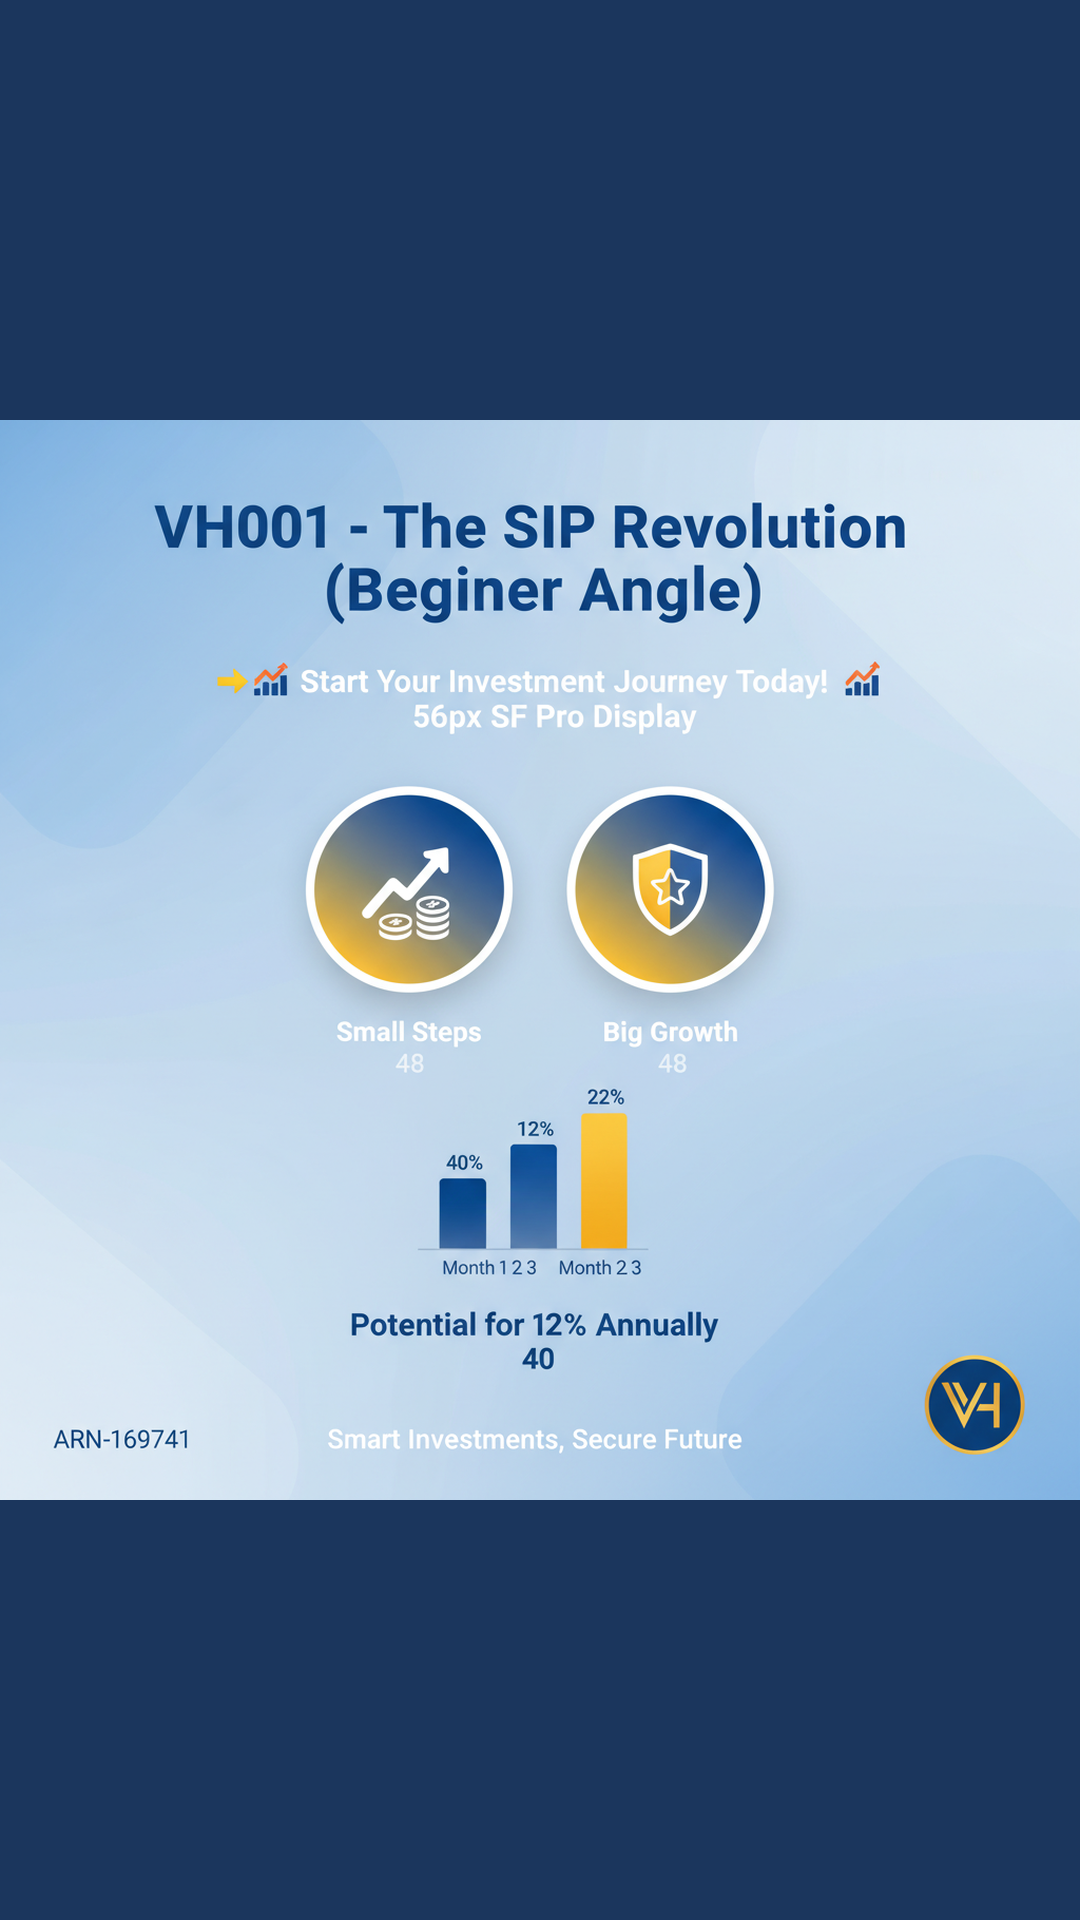 VH001 - The SIP Revolution
(Beginer Angle)
Start Your Investment Journey Today!
56px SF Pro Display
Small Steps
48
Big Growth
48
40%
12%
22%
Month 1 2 3
Month 2 3
Potential for 12% Annually
40
ARN-169741
Smart Investments, Secure Future
VH